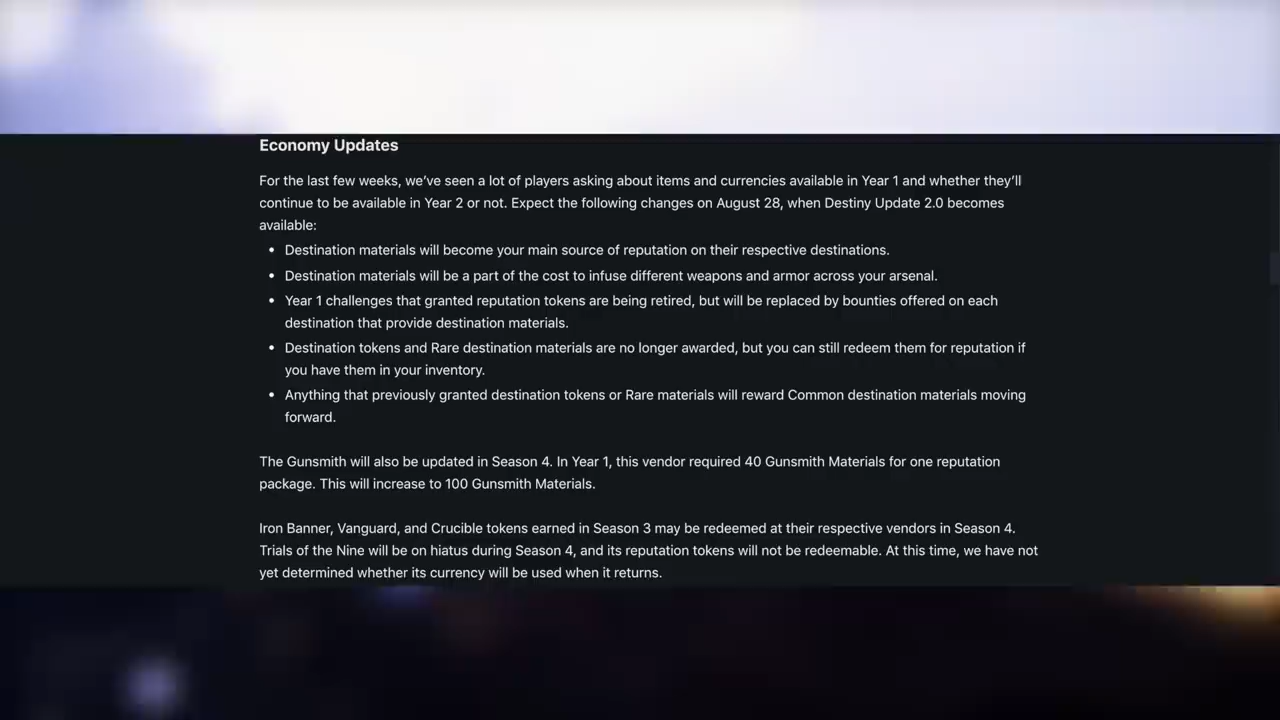 Economy Updates
For the last few weeks, we've seen a lot of players asking about items and currencies available in Year 1 and whether they'll
continue to be available in Year 2 or not. Expect the following changes on August 28, when Destiny Update 2.0 becomes
available:
• Destination materials will become your main source of reputation on their respective destinations.
• Destination materials will be a part of the cost to infuse different weapons and armor across your arsenal.
• Year 1 challenges that granted reputation tokens are being retired, but will be replaced by bounties offered on each
destination that provide destination materials.
• Destination tokens and Rare destination materials are no longer awarded, but you can still redeem them for reputation if
you have them in your inventory.
• Anything that previously granted destination tokens or Rare materials will reward Common destination materials moving
forward.
The Gunsmith will also be updated in Season 4. In Year 1, this vendor required 40 Gunsmith Materials for one reputation
package. This will increase to 100 Gunsmith Materials.
Iron Banner, Vanguard, and Crucible tokens earned in Season 3 may be redeemed at their respective vendors in Season 4.
Trials of the Nine will be on hiatus during Season 4, and its reputation tokens will not be redeemable. At this time, we have not
yet determined whether its currency will be used when it returns.